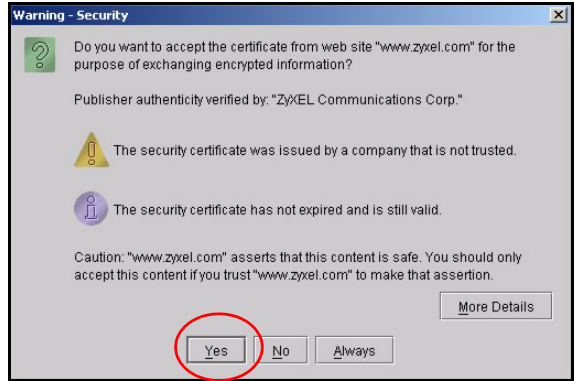 Warning - Security
Do you want to accept the certificate from web site "www.zyxel.com" for the
purpose of exchanging encrypted information?
Publisher authenticity verified by: "ZyXEL Communications Corp."
The security certificate was issued by a company that is not trusted.
The security certificate has not expired and is still valid.
Caution: "www.zyxel.com" asserts that this content is safe. You should only
accept this content if you trust "www.zyxel.com" to make that assertion.
More Details
Yes No Always